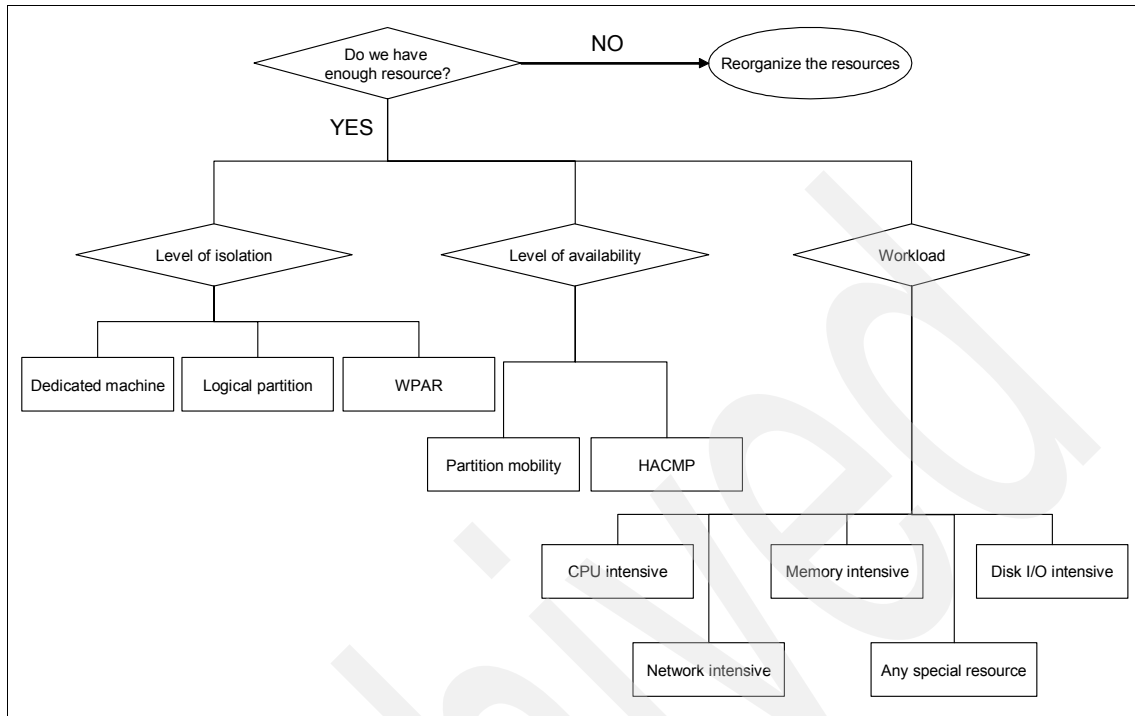 Do we have
enough resource?
NO
Reorganize the resources
YES
Level of isolation
Level of availability
Workload
Dedicated machine
Logical partition
WPAR
Partition mobility
HACMP
CPU intensive
Memory intensive
Disk I/O intensive
Network intensive
Any special resource